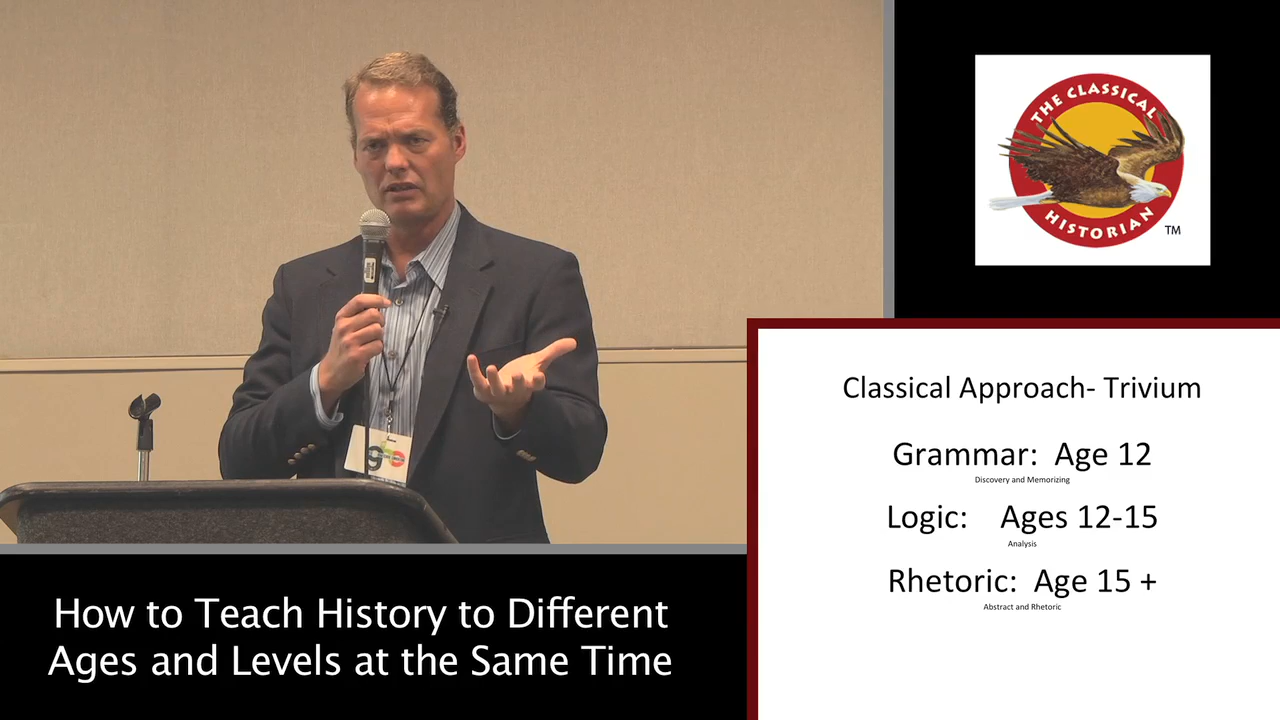 THE CLASSICAL
HISTORIAN
TM
Classical Approach- Trivium
Grammar: Age 12
Discovery and Memorizing
Logic: Ages 12-15
Analysis
Rhetoric: Age 15 +
Abstract and Rhetoric
How to Teach History to Different
Ages and Levels at the Same Time